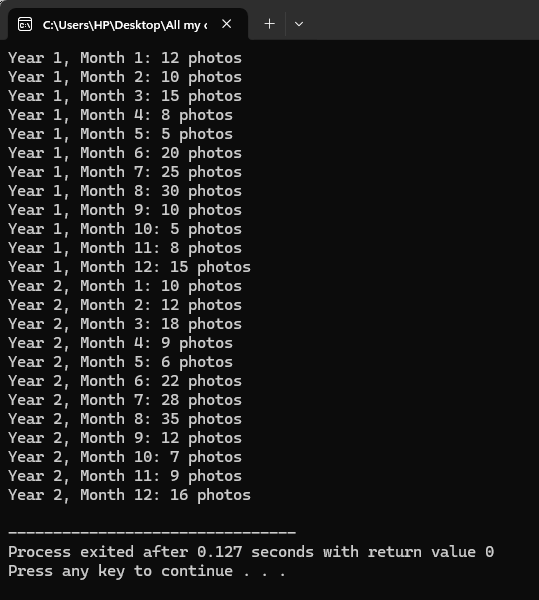 C:\Users\HP\Desktop\All my c
Year 1, Month 1: 12 photos
Year 1, Month 2: 10 photos
Year 1, Month 3: 15 photos
Year 1, Month 4: 8 photos
Year 1, Month 5: 5 photos
Year 1, Month 6: 20 photos
Year 1, Month 7: 25 photos
Year 1, Month 8: 30 photos
Year 1, Month 9: 10 photos
Year 1, Month 10: 5 photos
Year 1, Month 11: 8 photos
Year 1, Month 12: 15 photos
Year 2, Month 1: 10 photos
Year 2, Month 2: 12 photos
Year 2, Month 3: 18 photos
Year 2, Month 4: 9 photos
Year 2, Month 5: 6 photos
Year 2, Month 6: 22 photos
Year 2, Month 7: 28 photos
Year 2, Month 8: 35 photos
Year 2, Month 9: 12 photos
Year 2, Month 10: 7 photos
Year 2, Month 11: 9 photos
Year 2, Month 12: 16 photos
--------------------------------
Process exited after 0.127 seconds with return value 0
Press any key to continue . . .